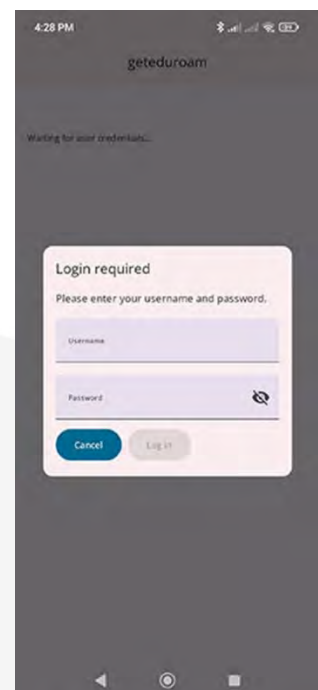 4:28 PM
geteduroam
Waiting for user credentials...
Login required
Please enter your username and password.
Username
Password
Cancel
Log in